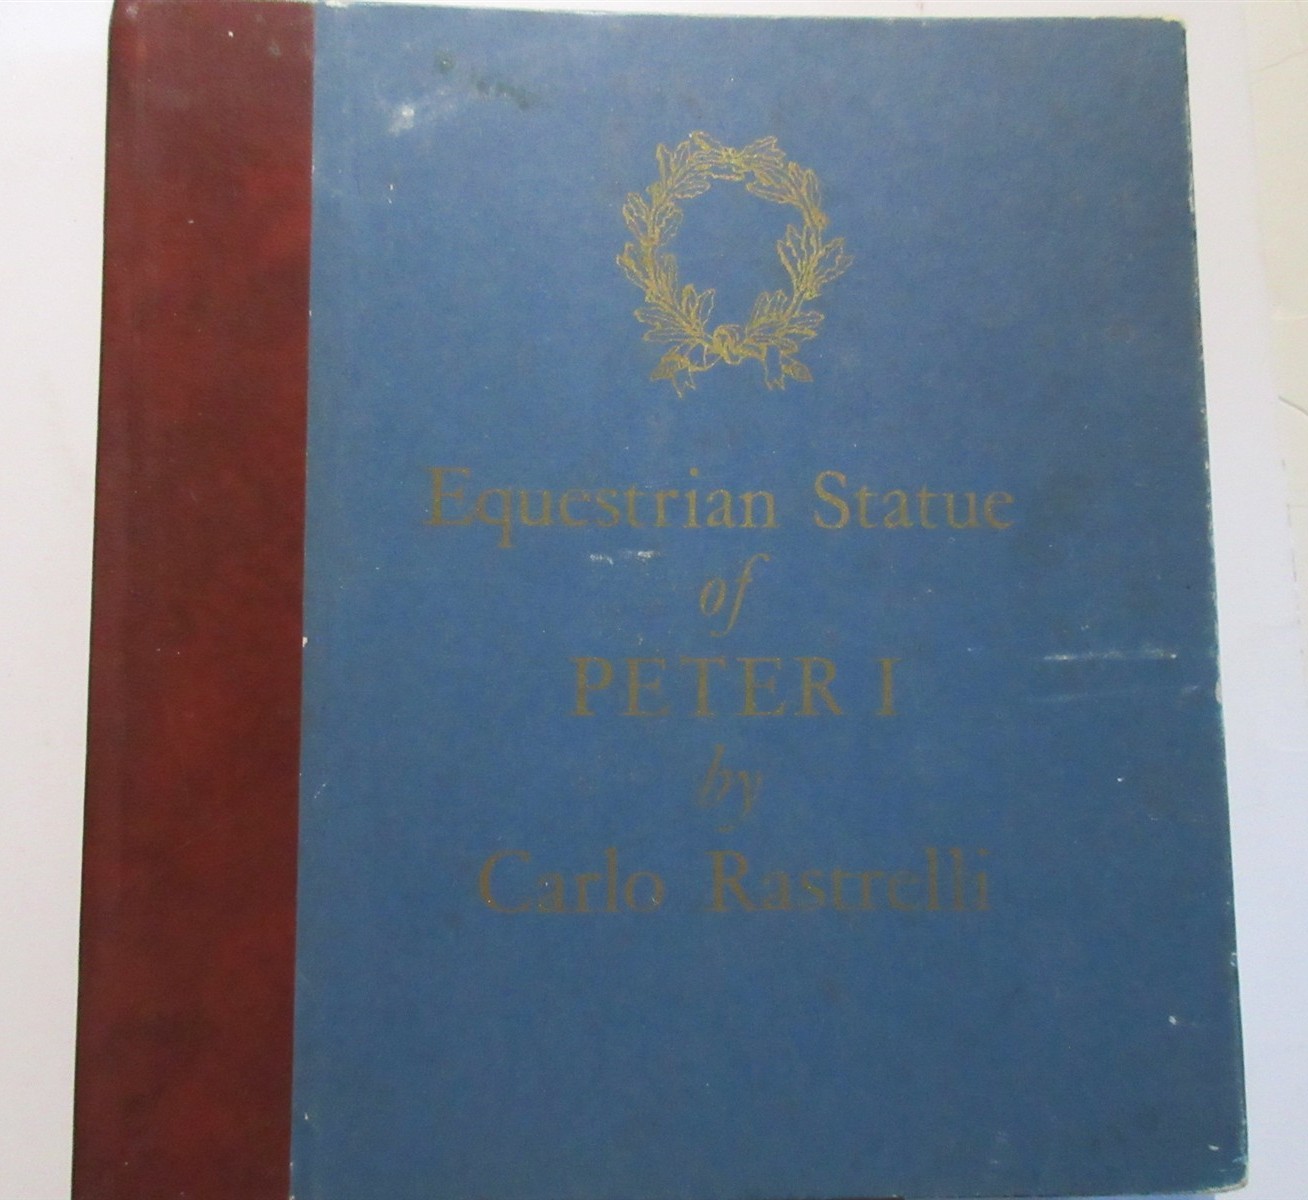 Equestrian Statue
of
PETER I
by
Carlo Rastrelli